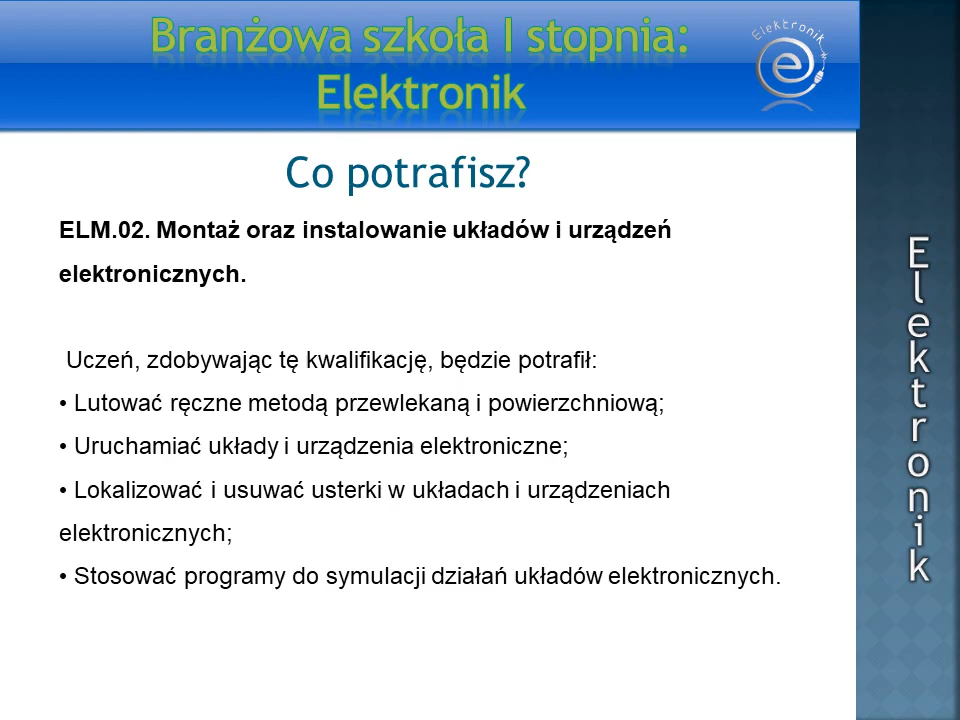 Branżowa szkoła I stopnia:
Elektronik
Elektronik
Co potrafisz?
ELM.02. Montaż oraz instalowanie układów i urządzeń
elektronicznych.
Uczeń, zdobywając tę kwalifikację, będzie potrafił:
• Lutować ręczne metodą przewlekaną i powierzchniową;
• Uruchamiać układy i urządzenia elektroniczne;
• Lokalizować i usuwać usterki w układach i urządzeniach
elektronicznych;
• Stosować programy do symulacji działań układów elektronicznych.
Elektronik